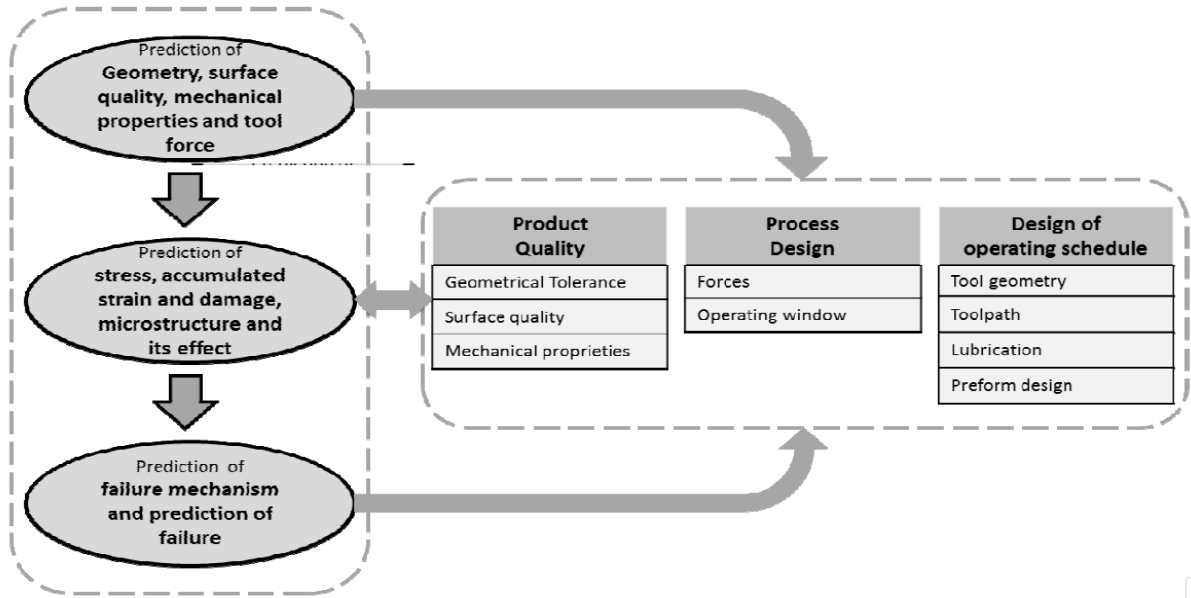 Prediction of
Geometry, surface
quality, mechanical
properties and tool
force
Prediction of
stress, accumulated
strain and damage,
microstructure and
its effect
Prediction of
failure mechanism
and prediction of
failure
Product
Quality
Geometrical Tolerance
Surface quality
Mechanical proprieties
Process
Design
Forces
Operating window
Design of
operating schedule
Tool geometry
Toolpath
Lubrication
Preform design